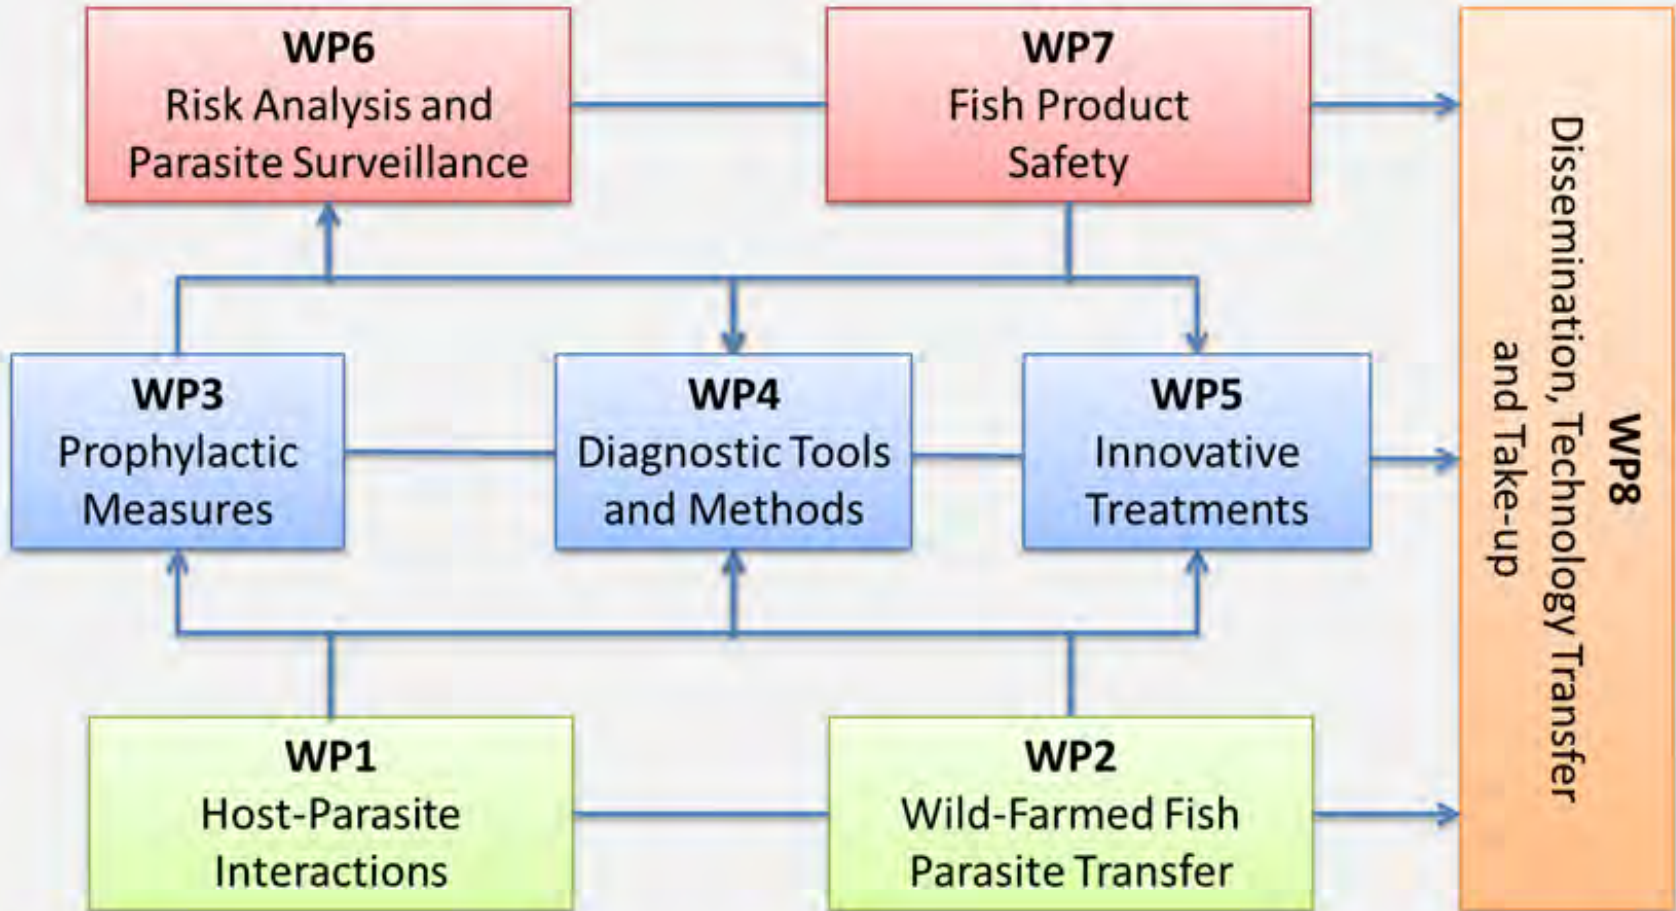 WP6
Risk Analysis and
Parasite Surveillance
WP7
Fish Product
Safety
WP3
Prophylactic
Measures
WP4
Diagnostic Tools
and Methods
WP5
Innovative
Treatments
WP1
Host-Parasite
Interactions
WP2
Wild-Farmed Fish
Parasite Transfer
WP8
Dissemination, Technology Transfer
and Take-up